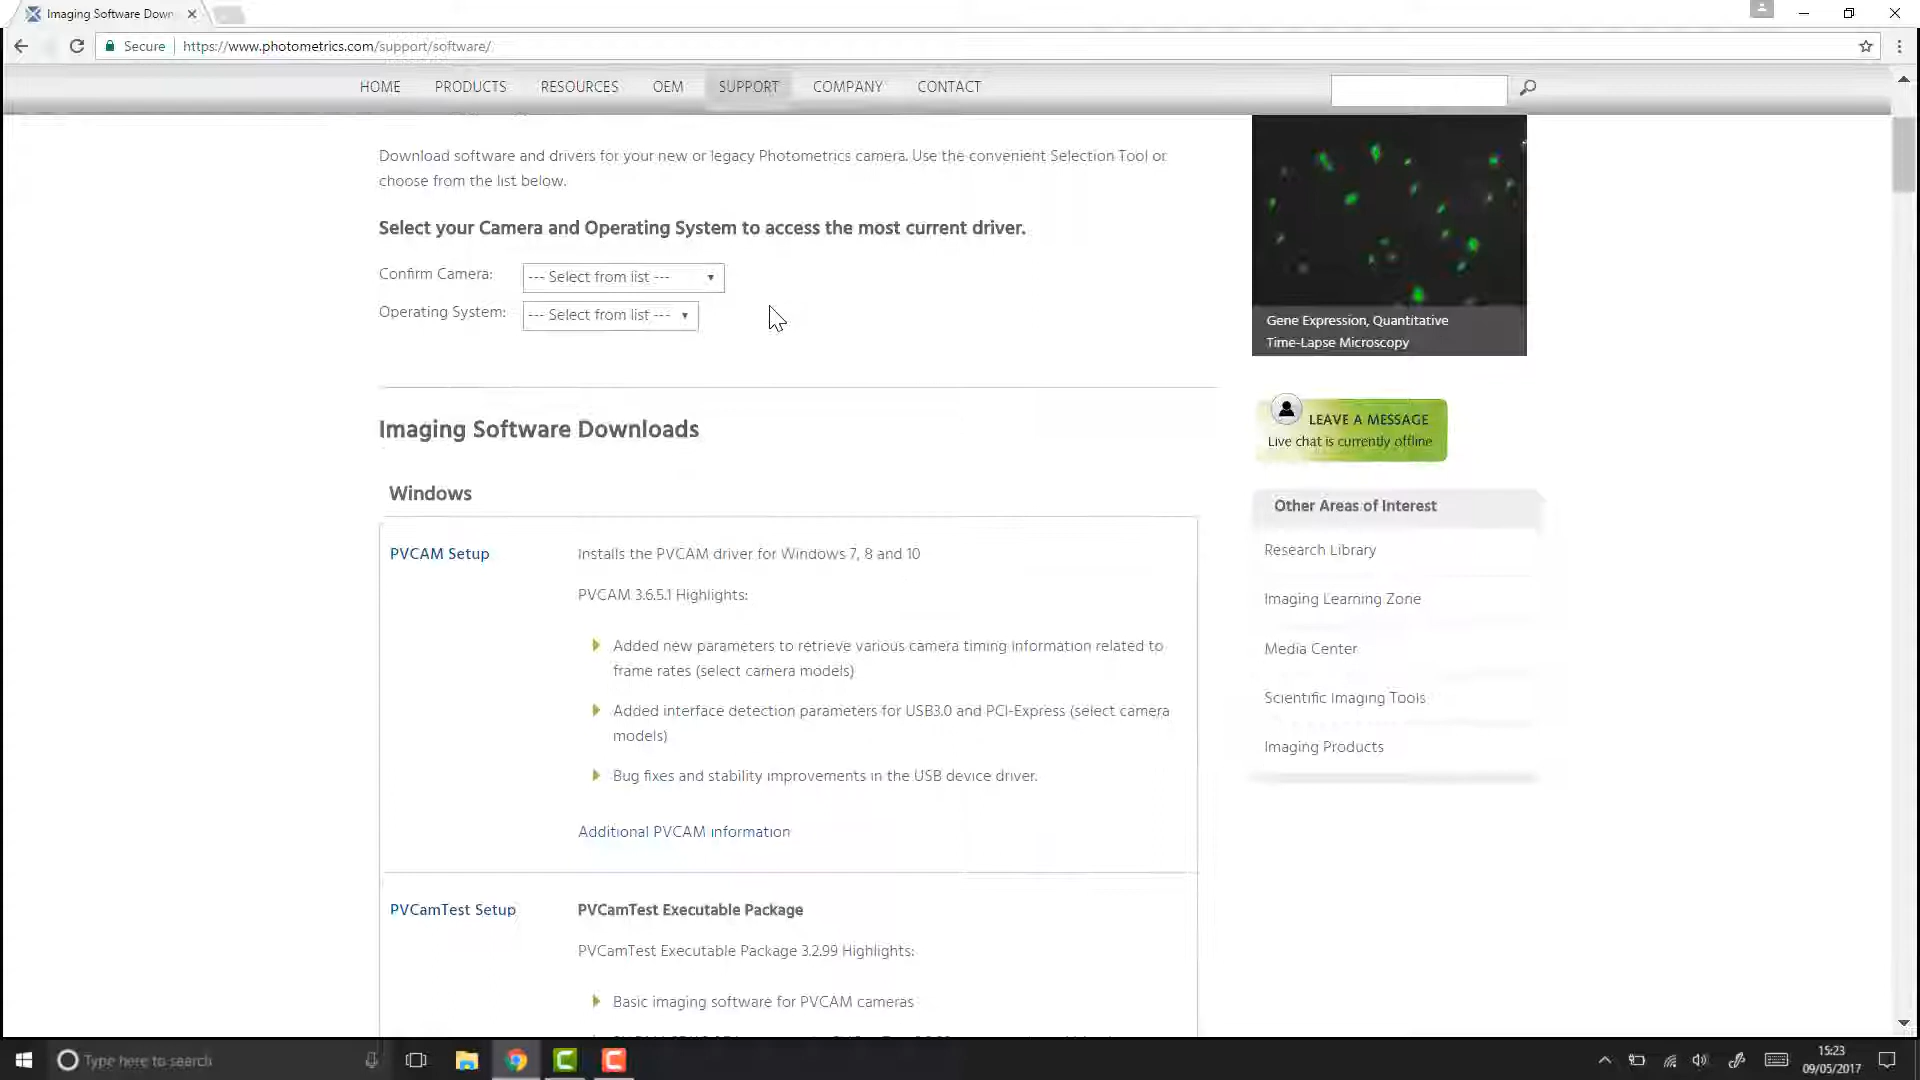 Imaging Software Down
Secure
https://www.photometrics.com/support/software/
HOME
PRODUCTS
RESOURCES
OEM
SUPPORT
COMPANY
CONTACT
Download software and drivers for your new or legacy Photometrics camera. Use the convenient Selection Tool or
choose from the list below.
Select your Camera and Operating System to access the most current driver.
Confirm Camera:
--- Select from list ---
Operating System:
--- Select from list ---
Gene Expression, Quantitative
Time-Lapse Microscopy
LEAVE A MESSAGE
Live chat is currently offline
Imaging Software Downloads
Windows
PVCAM Setup
Installs the PVCAM driver for Windows 7, 8 and 10
PVCAM 3.6.5.1 Highlights:
Added new parameters to retrieve various camera timing information related to
frame rates (select camera models)
Added interface detection parameters for USB3.0 and PCI-Express (select camera
models)
Bug fixes and stability improvements in the USB device driver.
Additional PVCAM information
PVCamTest Setup
PVCamTest Executable Package
PVCamTest Executable Package 3.2.99 Highlights:
Basic imaging software for PVCAM cameras
Other Areas of Interest
Research Library
Imaging Learning Zone
Media Center
Scientific Imaging Tools
Imaging Products
Type here to search
15:23
09/05/2017